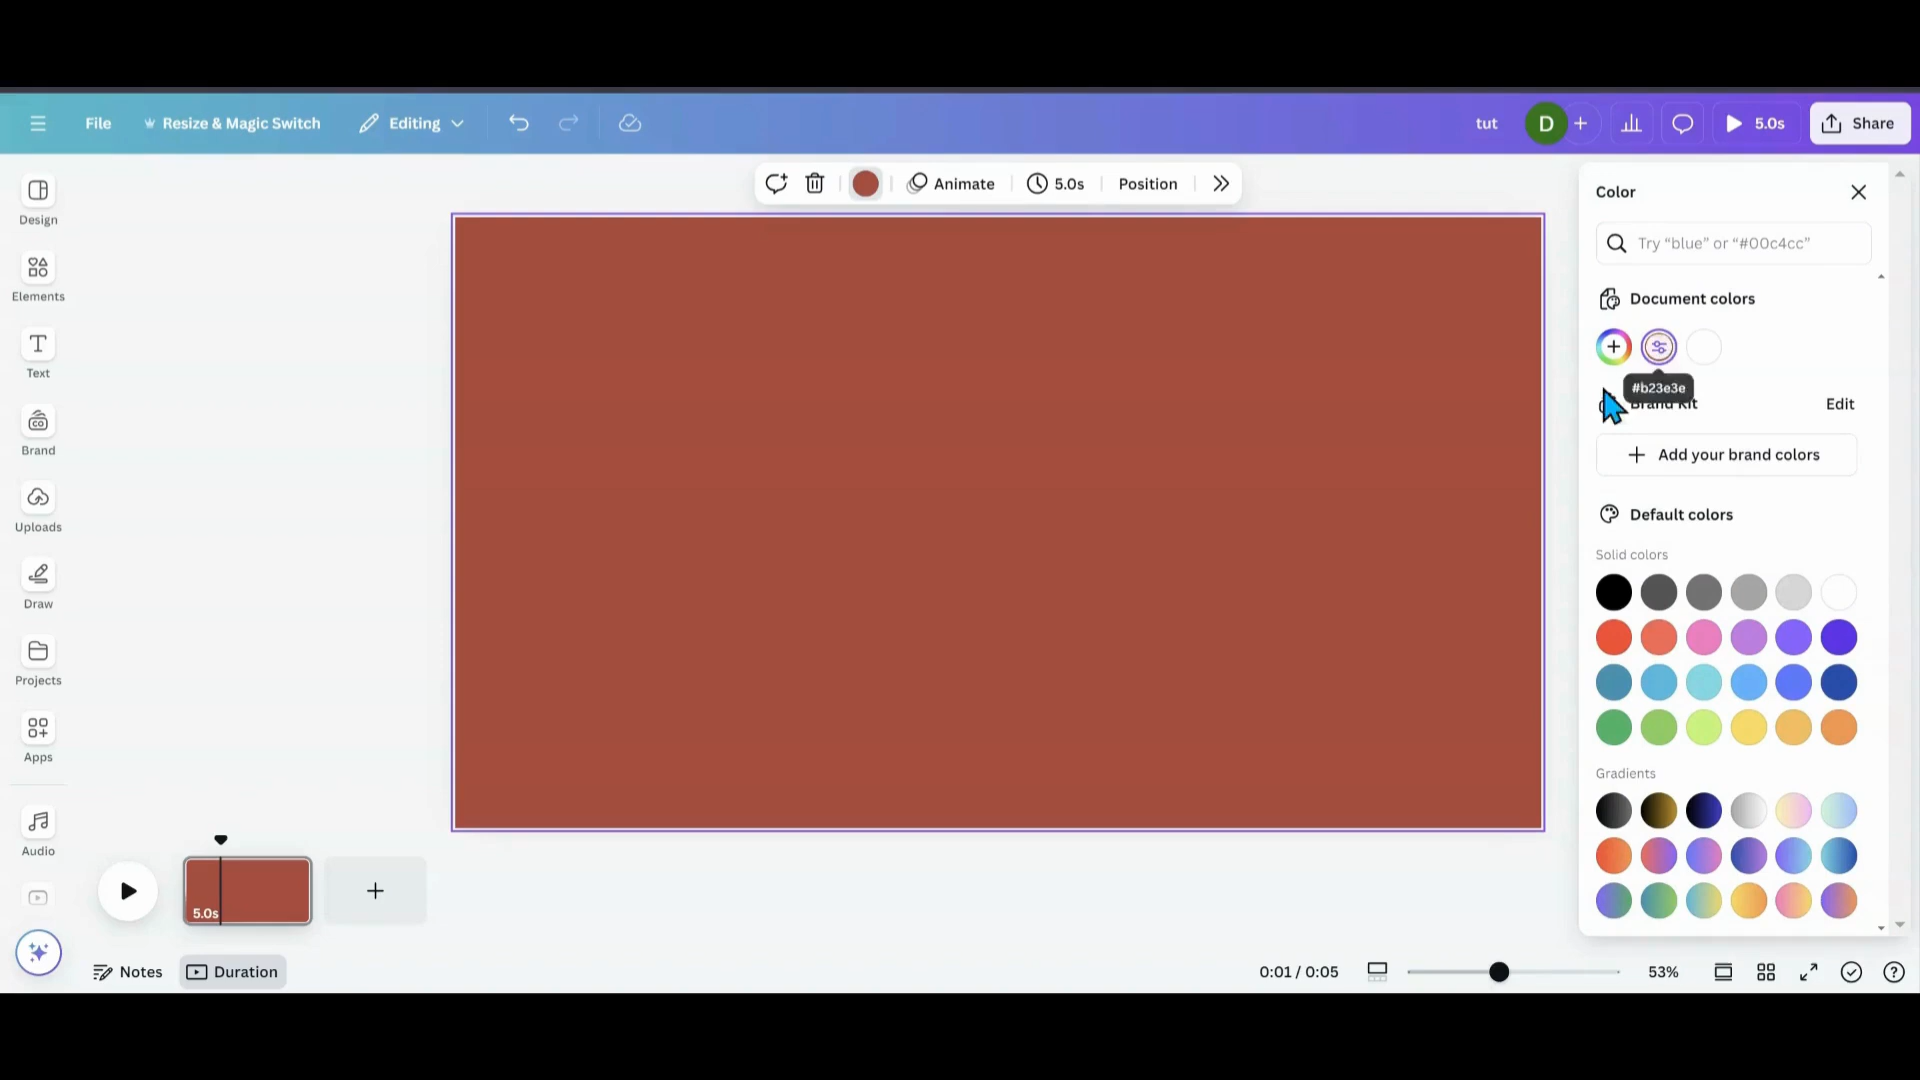 File
Resize & Magic Switch
Editing
tut
D
5.0s
Share
Animate
5.0s
Position
Color
Try “blue” or “#00c4cc”
Document colors
#b23e3e
Brand Kit
Edit
Add your brand colors
Default colors
Solid colors
Gradients
Design
Elements
Text
Brand
Uploads
Draw
Projects
Apps
Audio
5.0s
Notes
Duration
0:01 / 0:05
53%